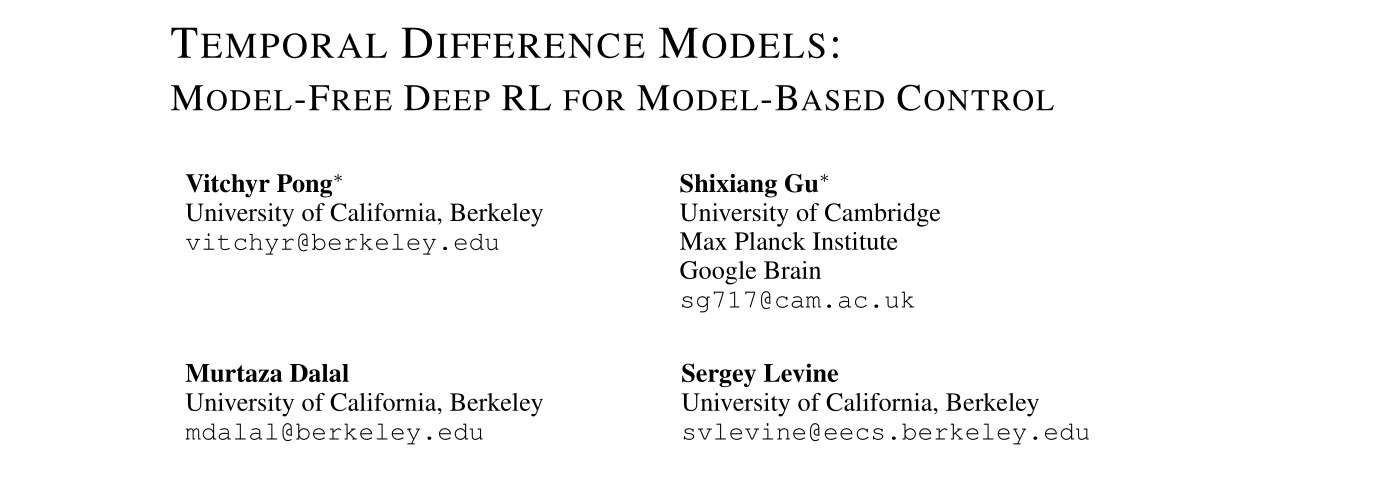 TEMPORAL DIFFERENCE MODELS:
MODEL-FREE DEEP RL FOR MODEL-BASED CONTROL
Vitchyr Pong*
University of California, Berkeley
vitchyr@berkeley.edu
Shixiang Gu*
University of Cambridge
Max Planck Institute
Google Brain
sg717@cam.ac.uk
Murtaza Dalal
University of California, Berkeley
mdalal@berkeley.edu
Sergey Levine
University of California, Berkeley
svlevine@eecs.berkeley.edu